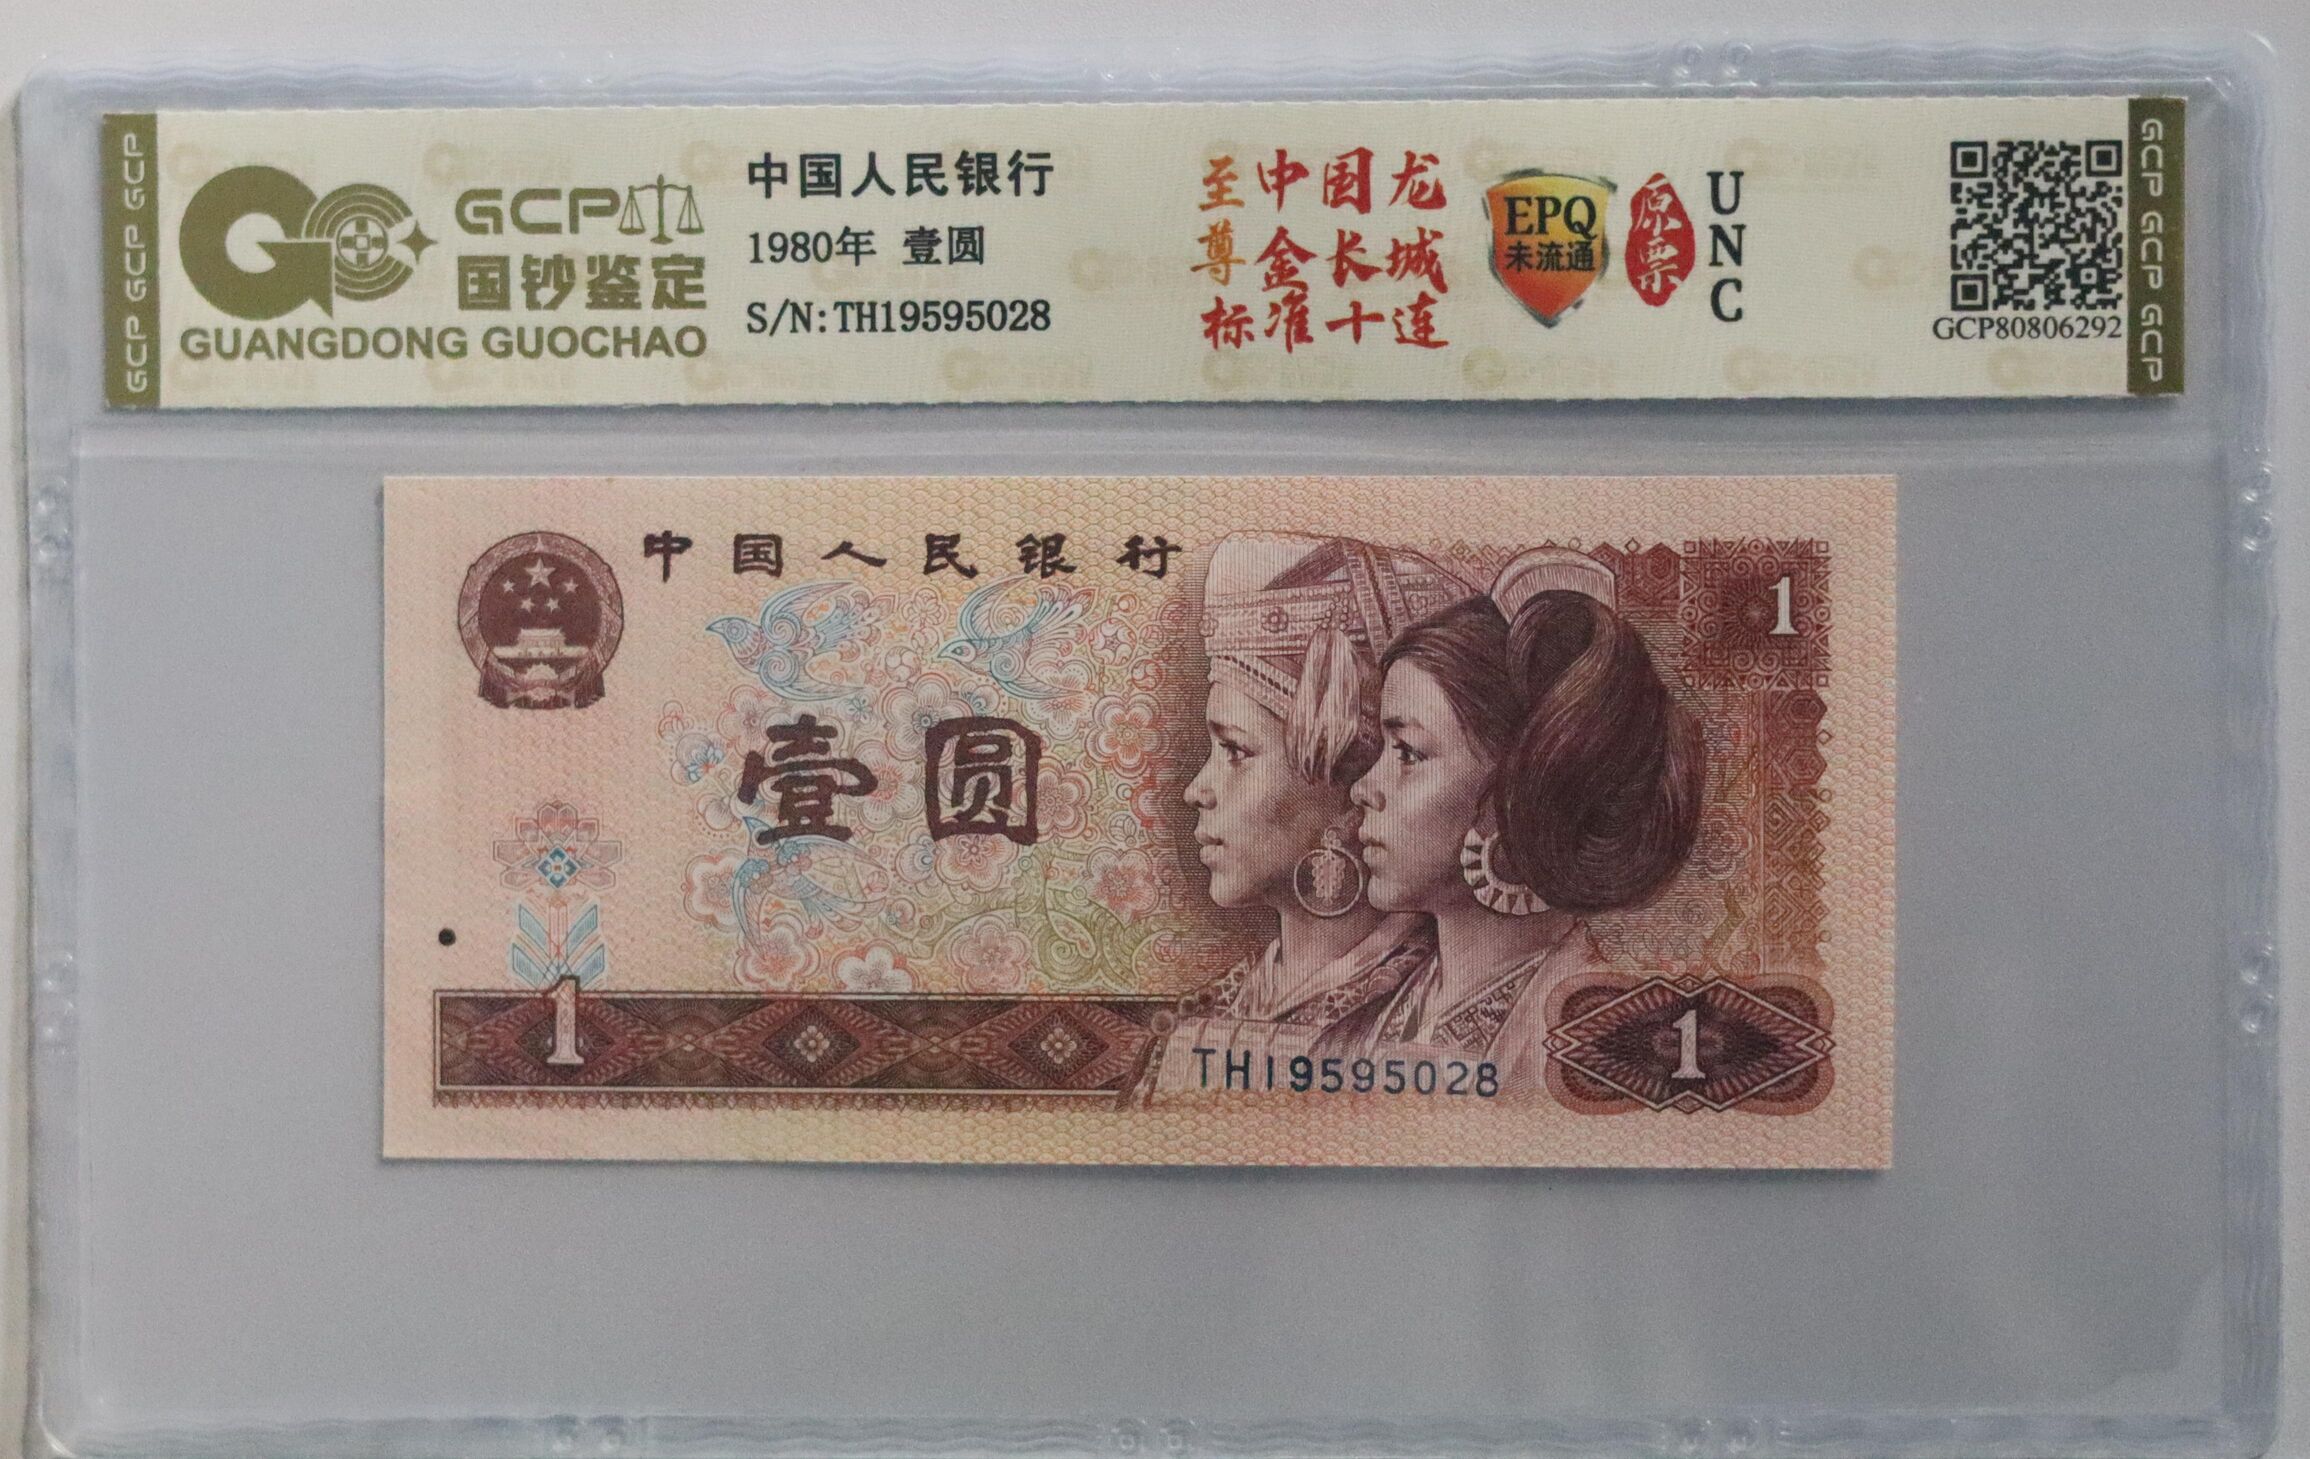 GCP GCP GCP
GCP
国钞鉴定
GUANGDONG GUOCHAO
中国人民银行
1980年 壹圆
S/N:TH19595028
至尊
中国龙
金长城
标准十连
EPQ
未流通
原票
UNC
GCP80806292
GCP GCP GCP
中国人民银行
1
壹圆
1
TH19595028
1